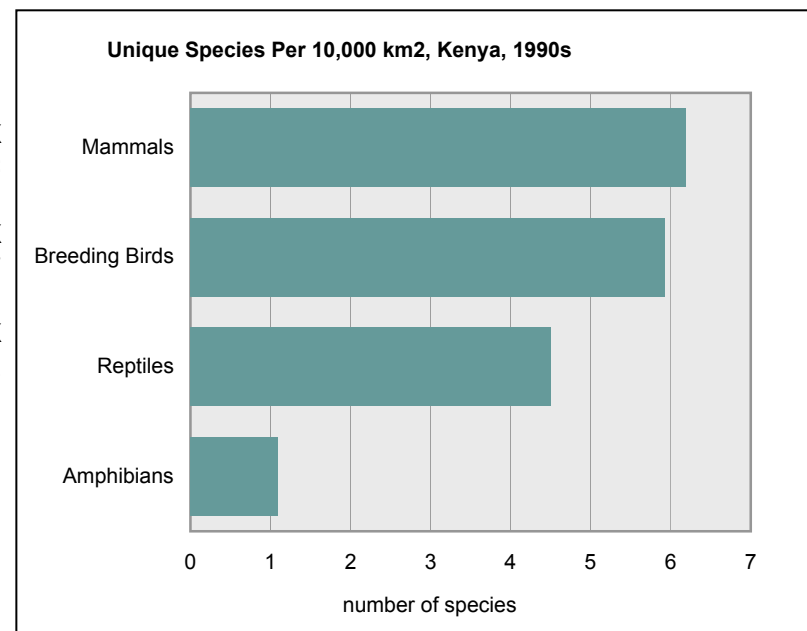 Unique Species Per 10,000 km2, Kenya, 1990s
Mammals
Breeding Birds
Reptiles
Amphibians
0 1 2 3 4 5 6 7
number of species